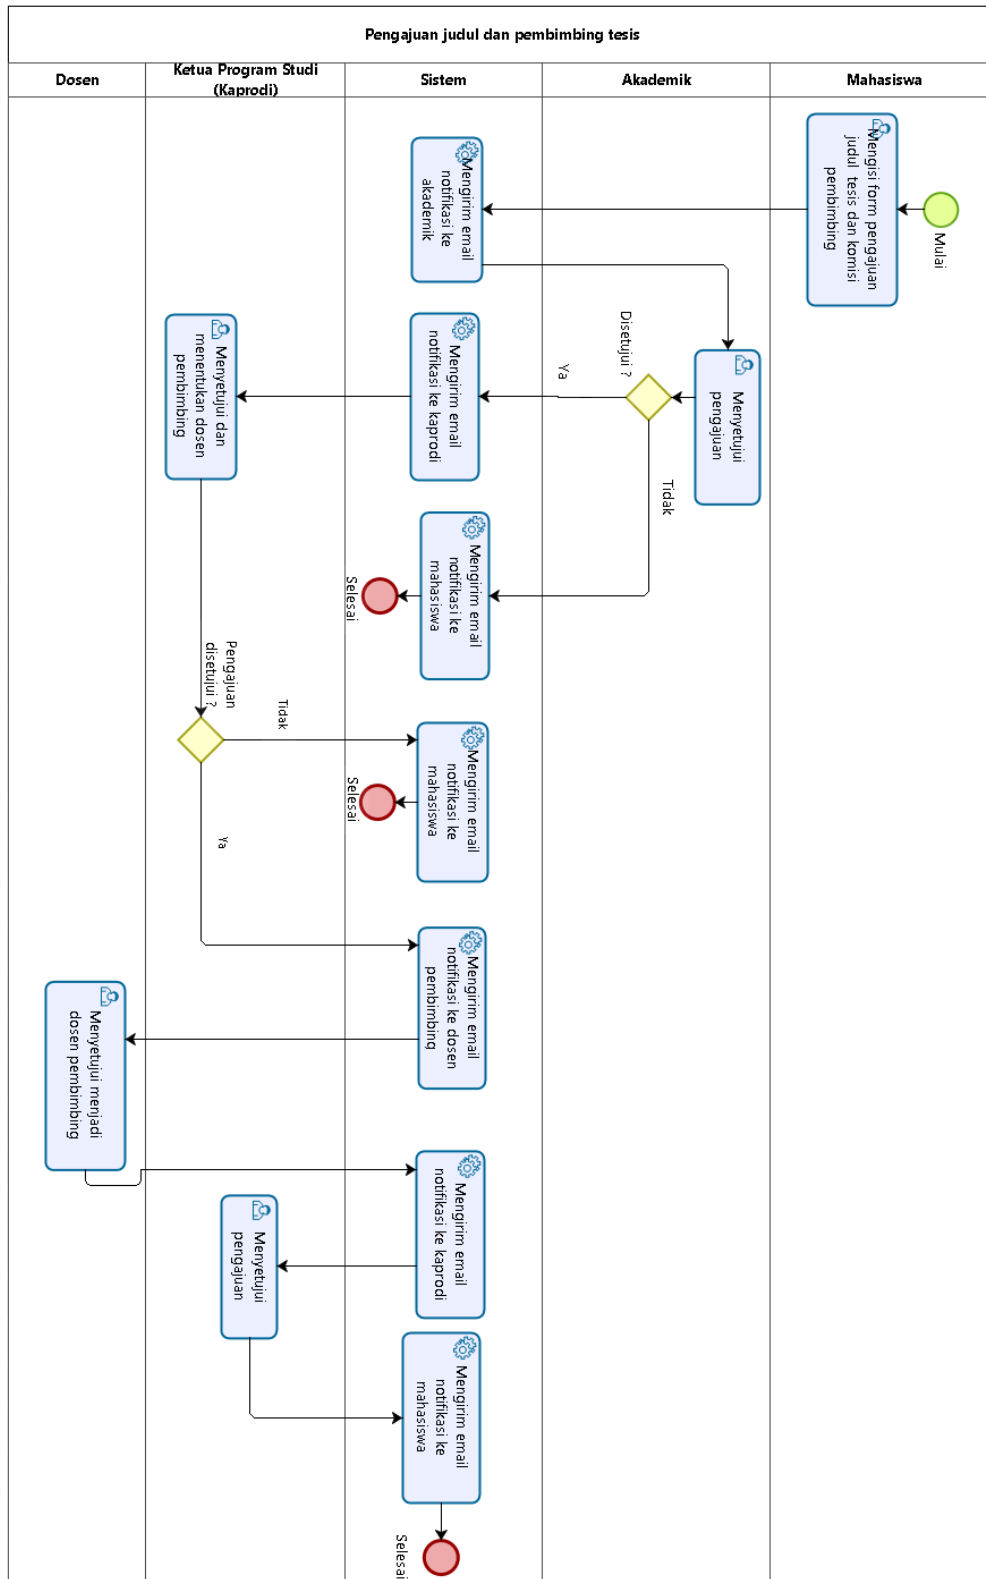 Pengajuan judul dan pembimbing tesis
Dosen
Ketua Program Studi
(Kaprodi)
Sistem
Akademik
Mahasiswa
Mulai
Mengisi form pengajuan
judul tesis dan komisi
pembimbing
Mengirim email
notifikasi ke
akademik
Menyetujui
pengajuan
Disetujui ?
Ya
Tidak
Mengirim email
notifikasi ke kaprodi
Menyetujui dan
menentukan dosen
pembimbing
Mengirim email
notifikasi ke
mahasiswa
Selesai
Pengajuan
disetujui ?
Tidak
Ya
Mengirim email
notifikasi ke
mahasiswa
Selesai
Mengirim email
notifikasi ke dosen
pembimbing
Menyetujui menjadi
dosen pembimbing
Mengirim email
notifikasi ke kaprodi
Menyetujui
pengajuan
Mengirim email
notifikasi ke
mahasiswa
Selesai